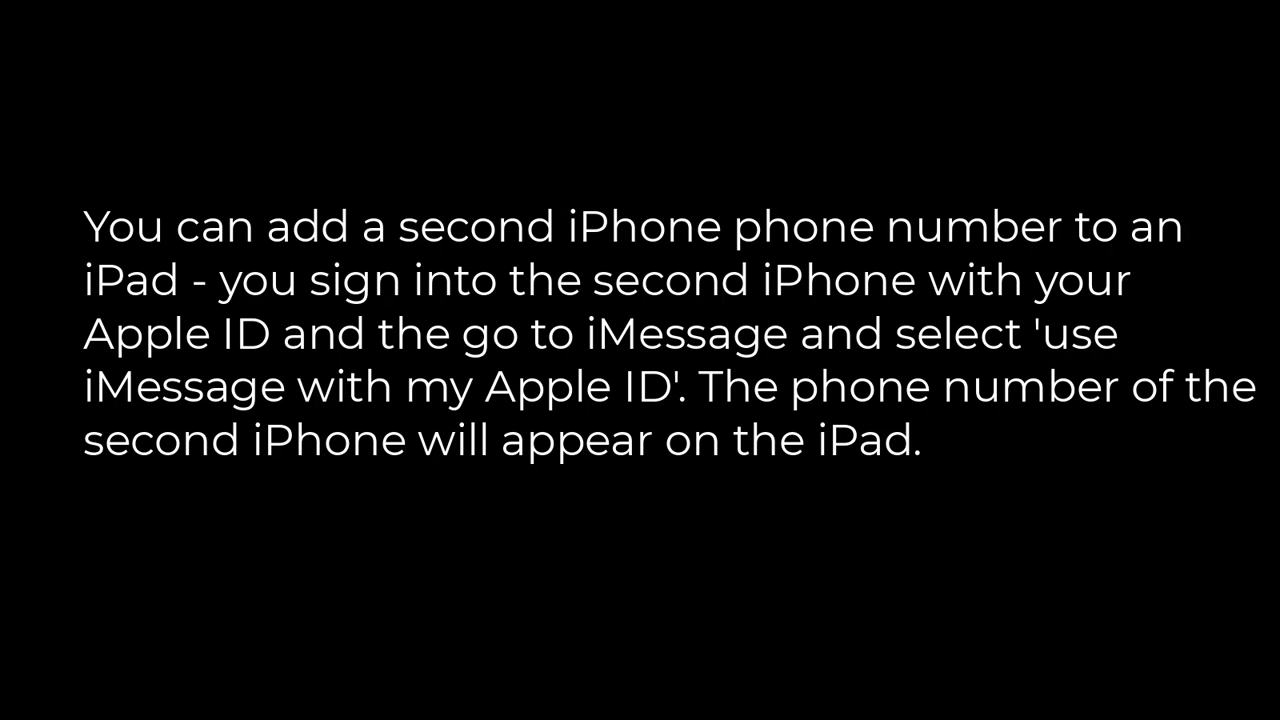 You can add a second iPhone phone number to an
iPad - you sign into the second iPhone with your
Apple ID and the go to iMessage and select 'use
iMessage with my Apple ID'. The phone number of the
second iPhone will appear on the iPad.